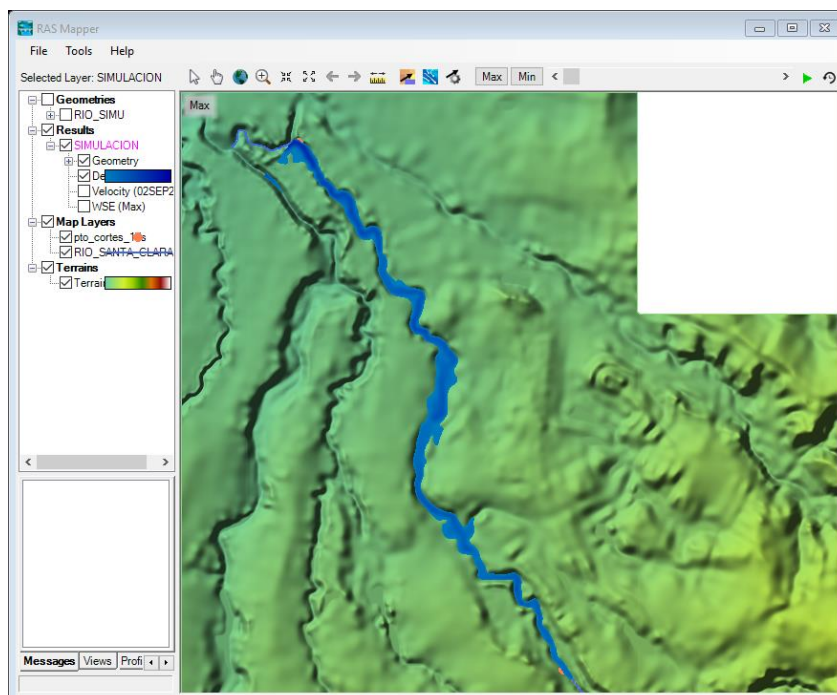 RAS Mapper
File Tools Help
Selected Layer: SIMULACION
Max Min
Geometries
RIO_SIMU
Results
SIMULACION
Geometry
De
Velocity (02SEP2
WSE (Max)
Map Layers
pto_cortes_1
RIO_SANTA_CLARA
Terrains
Terrai
Max
Messages Views Profi